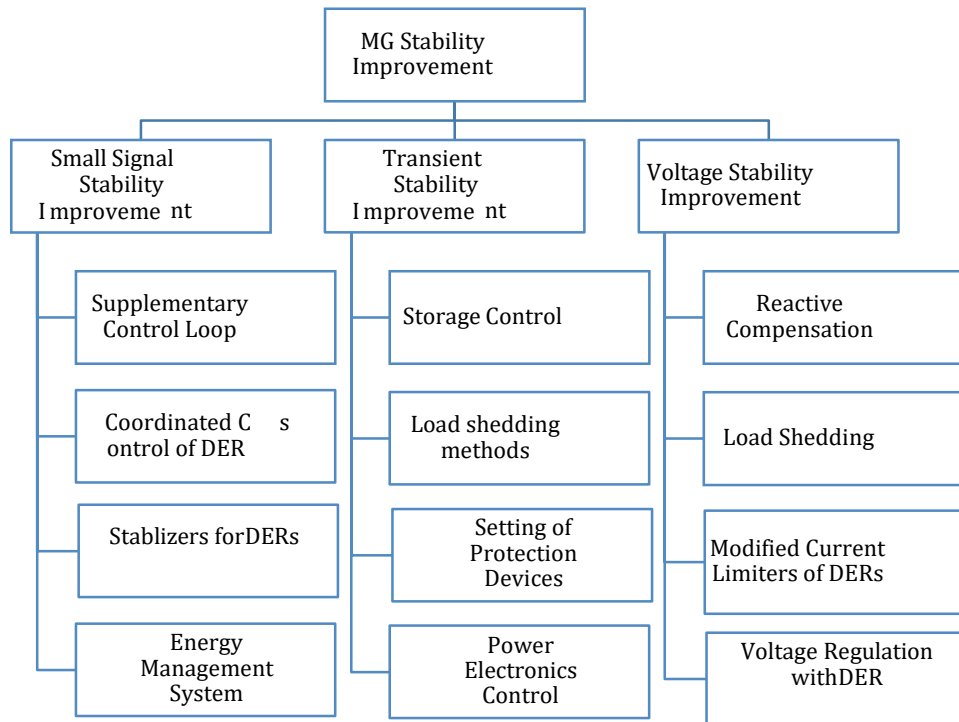 MG Stability
Improvement
Small Signal
Stability
I mproveme nt
Transient
Stability
I mproveme nt
Voltage Stability
Improvement
Supplementary
Control Loop
Storage Control
Reactive
Compensation
Coordinated C s
ontrol of DER
Load shedding
methods
Load Shedding
Stablizers forDERs
Setting of
Protection
Devices
Modified Current
Limiters of DERs
Energy
Management
System
Power
Electronics
Control
Voltage Regulation
withDER